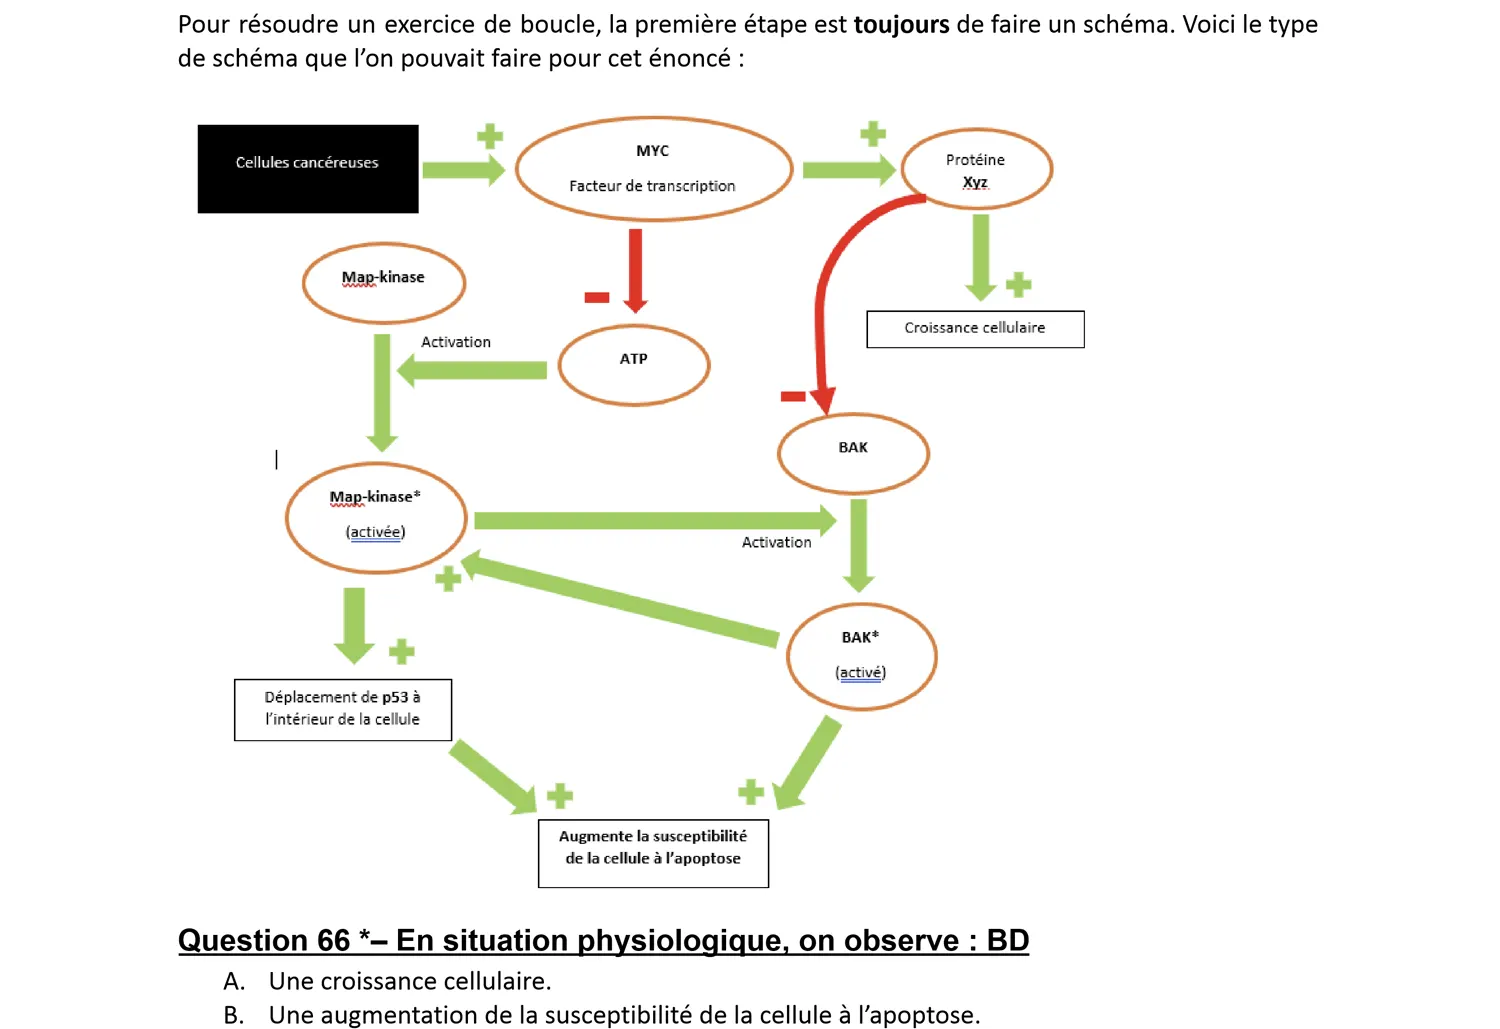 Pour résoudre un exercice de boucle, la première étape est toujours de faire un schéma. Voici le type
de schéma que l’on pouvait faire pour cet énoncé :
Cellules cancéreuses
MYC
Facteur de transcription
Protéine
Xyz
Map-kinase
Activation
ATP
Croissance cellulaire
BAK
Map-kinase*
(activée)
Activation
BAK*
(activé)
Déplacement de p53 à
l’intérieur de la cellule
Augmente la susceptibilité
de la cellule à l’apoptose
Question 66 *– En situation physiologique, on observe : BD
A. Une croissance cellulaire.
B. Une augmentation de la susceptibilité de la cellule à l’apoptose.